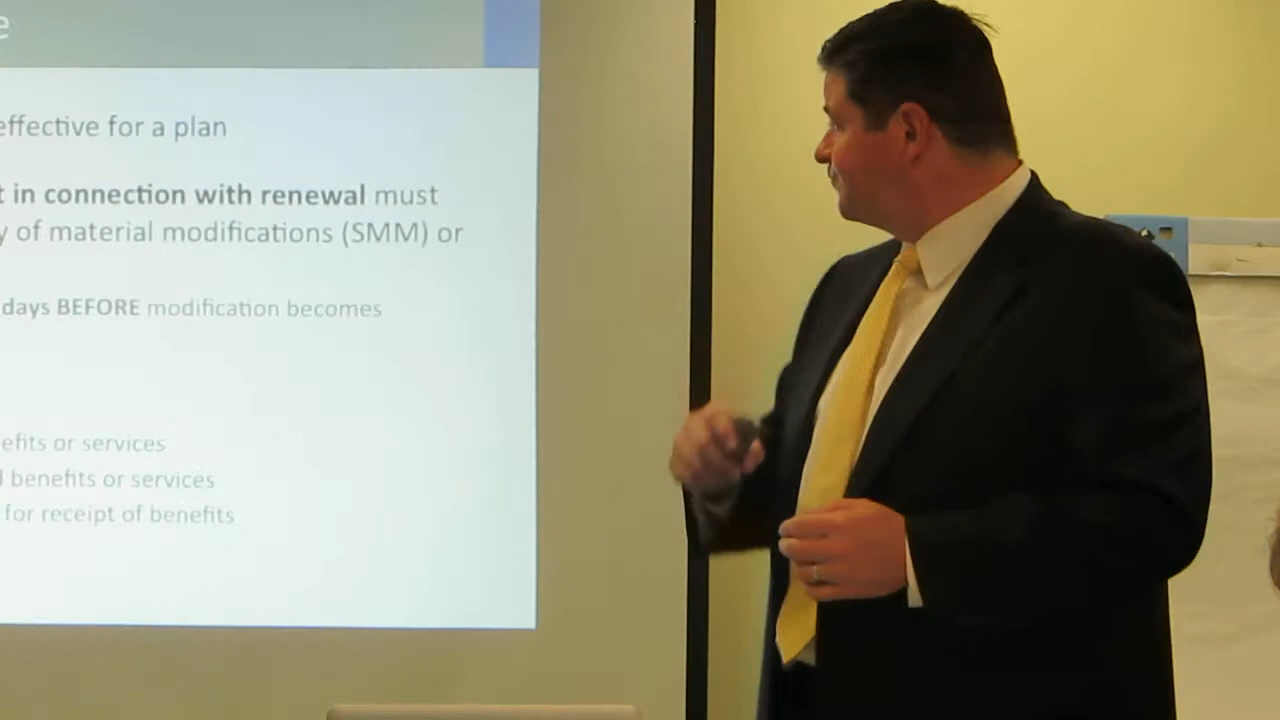 e
effective for a plan
t in connection with renewal must
y of material modifications (SMM) or
days BEFORE modification becomes
efits or services
l benefits or services
for receipt of benefits